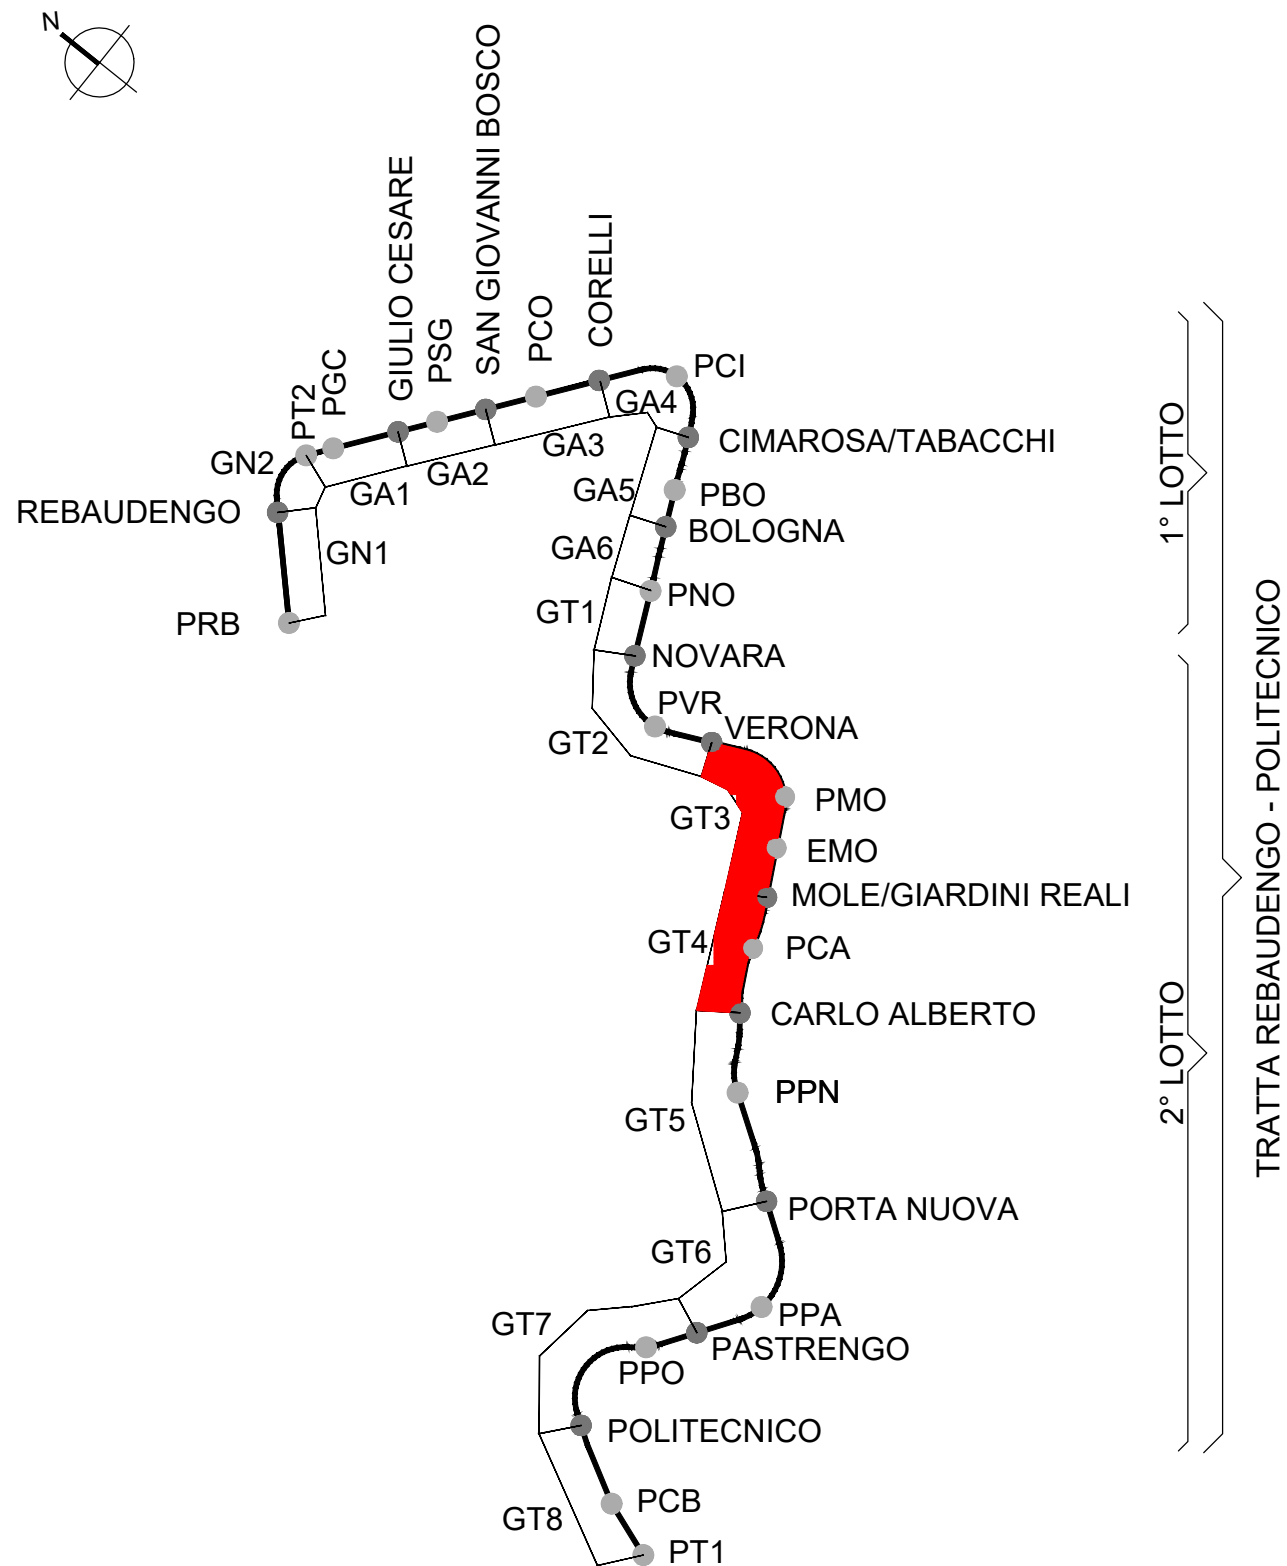 N
SAN GIOVANNI BOSCO
GIULIO CESARE
CORELLI
PCO
PSG
PGC
PT2
PCI
GA4
GN2
GA3
GA2
GA1
CIMAROSA/TABACCHI
REBAUDENGO
GA5
PBO
GN1
GA6
BOLOGNA
PRB
GT1
PNO
NOVARA
PVR
VERONA
GT2
GT3
PMO
EMO
MOLE/GIARDINI REALI
GT4
PCA
CARLO ALBERTO
PPN
GT5
PORTA NUOVA
GT6
PPA
GT7
PASTRENGO
PPO
POLITECNICO
PCB
GT8
PT1
1° LOTTO
2° LOTTO
TRATTA REBAUDENGO - POLITECNICO